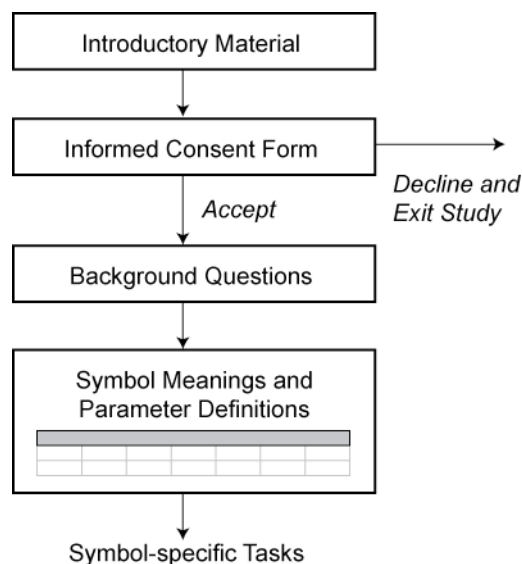 Introductory Material
Informed Consent Form
Decline and
Exit Study
Accept
Background Questions
Symbol Meanings and
Parameter Definitions
Symbol-specific Tasks